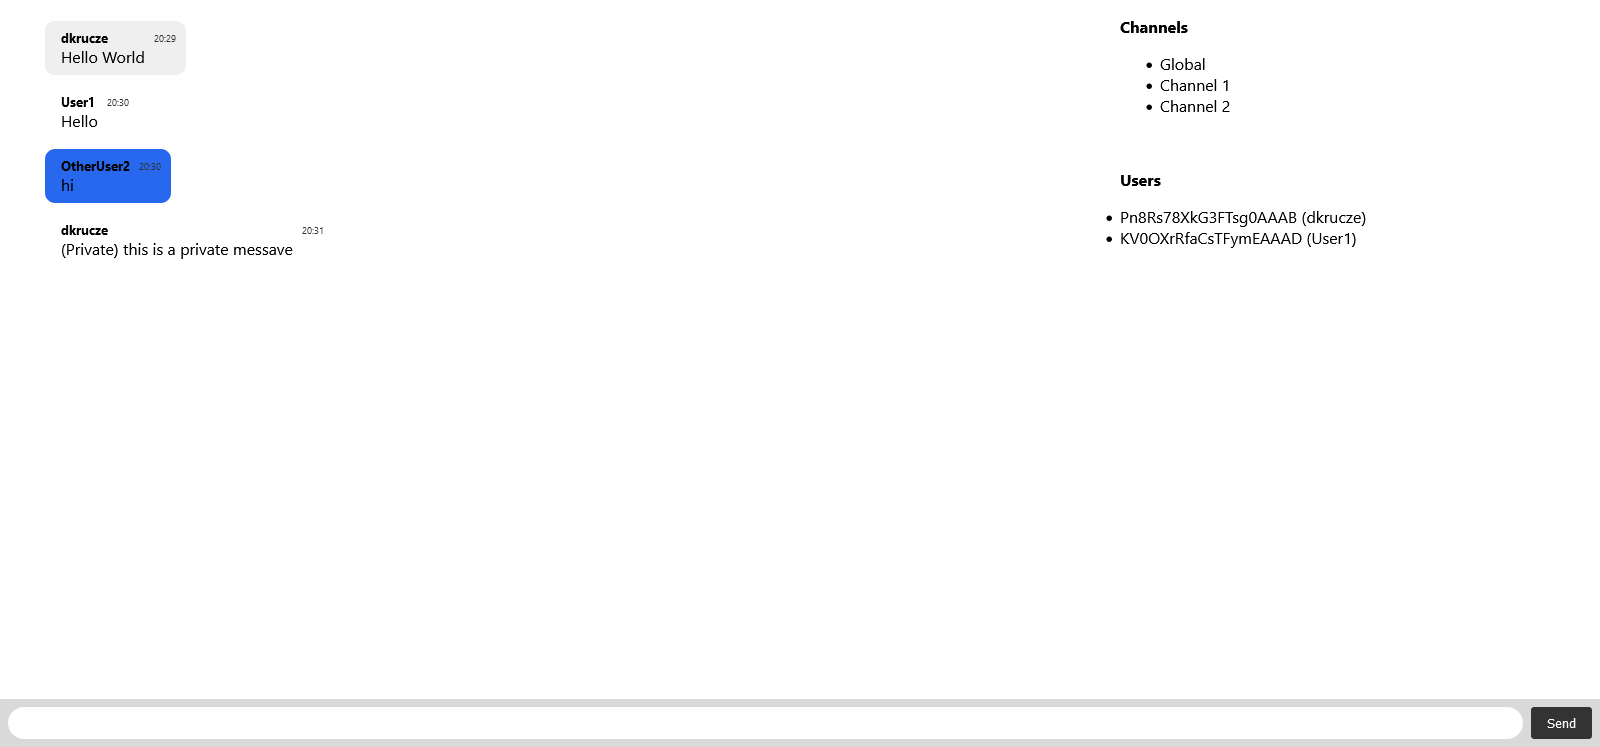 dkrucze 20:29
Hello World
User1 20:30
Hello
OtherUser2 20:30
hi
dkrucze 20:31
(Private) this is a private messave
Channels
Global
Channel 1
Channel 2
Users
Pn8Rs78XkG3FTsg0AAAB (dkrucze)
KV0OXrRfaCsTFymEAAAD (User1)
Send